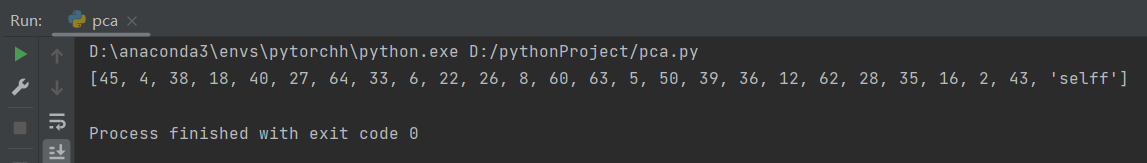 Run: pca
D:\anaconda3\envs\pytorchh\python.exe D:/pythonProject/pca.py
[45, 4, 38, 18, 40, 27, 64, 33, 6, 22, 26, 8, 60, 63, 5, 50, 39, 36, 12, 62, 28, 35, 16, 2, 43, 'selff']
Process finished with exit code 0